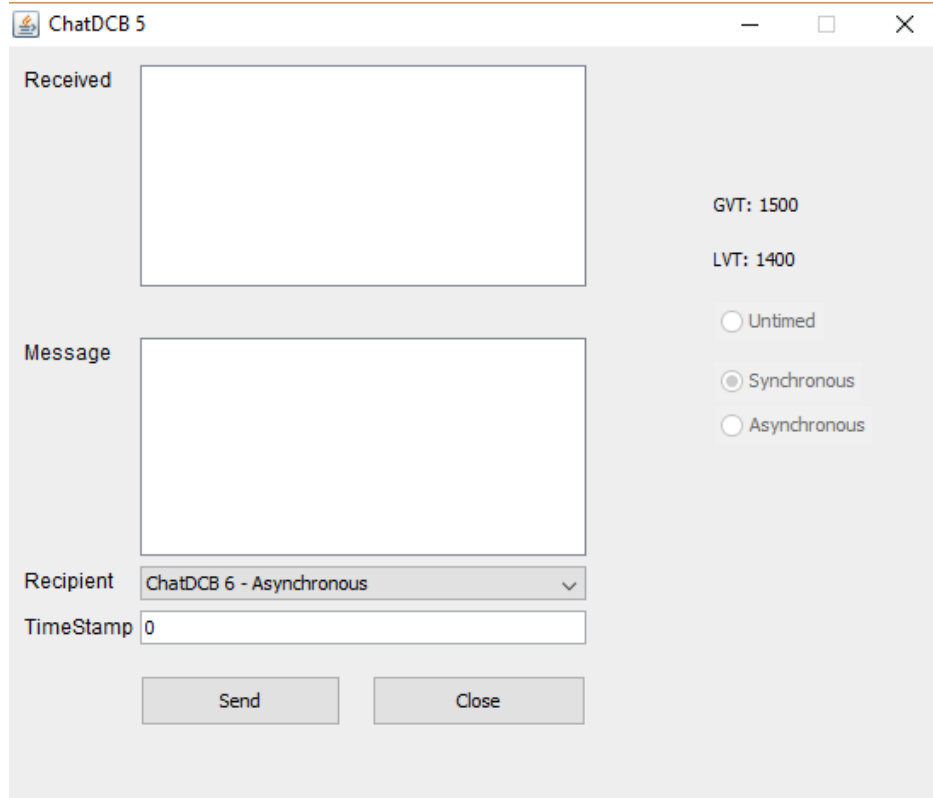 ChatDCB 5
Received
GVT: 1500
LVT: 1400
Untimed
Message
Synchronous
Asynchronous
Recipient ChatDCB 6 - Asynchronous
TimeStamp 0
Send Close